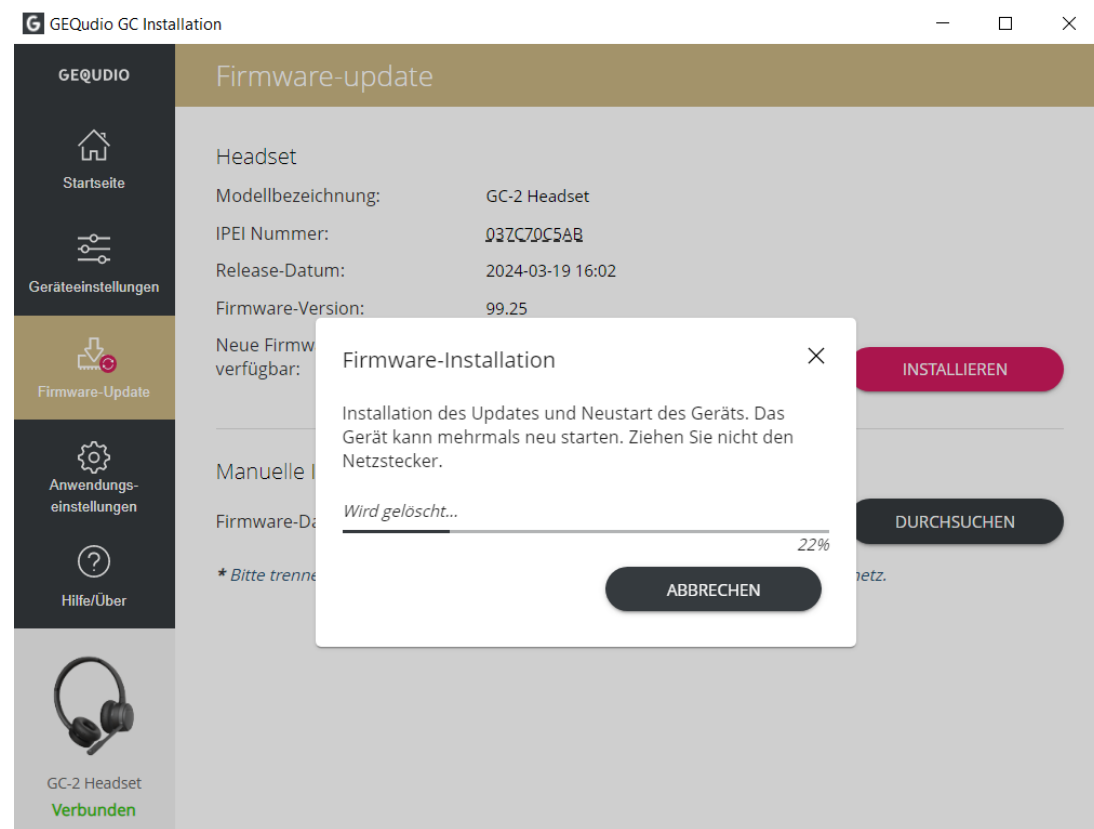 GEQudio GC Installation
GEQUDIO
Firmware-update
Startseite
Geräteeinstellungen
Firmware-Update
Anwendungs-
einstellungen
Hilfe/Über
GC-2 Headset
Verbunden
Headset
Modellbezeichnung: GC-2 Headset
IPEI Nummer: 037C70C5AB
Release-Datum: 2024-03-19 16:02
Firmware-Version: 99.25
Neue Firmw
verfügbar:
INSTALLIEREN
Manuelle I
Firmware-Da
DURCHSUCHEN
* Bitte trenne
netz.
Firmware-Installation
Installation des Updates und Neustart des Geräts. Das
Gerät kann mehrmals neu starten. Ziehen Sie nicht den
Netzstecker.
Wird gelöscht...
22%
ABBRECHEN